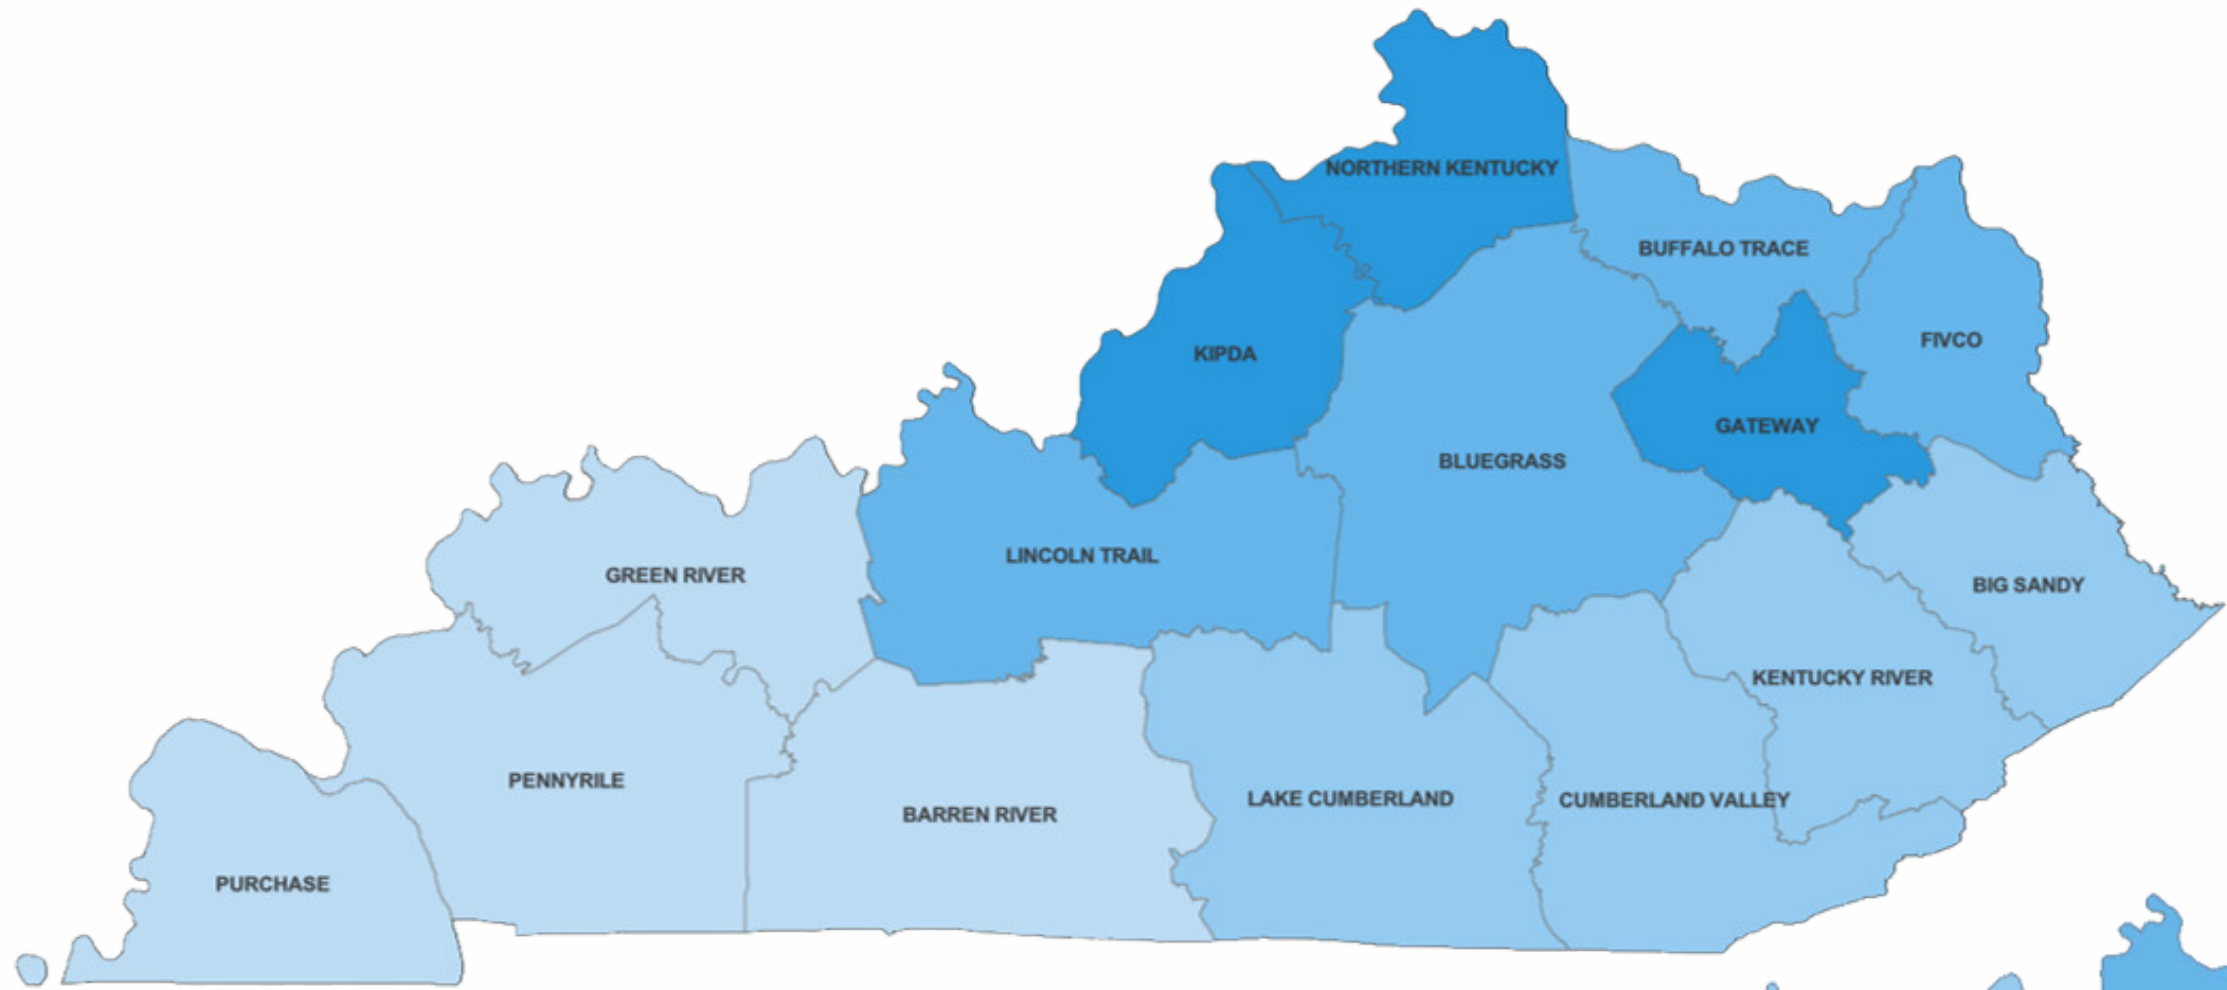 NORTHERN KENTUCKY
BUFFALO TRACE
FIVCO
KIPDA
GATEWAY
BLUEGRASS
LINCOLN TRAIL
GREEN RIVER
BIG SANDY
KENTUCKY RIVER
PENNYRILE
LAKE CUMBERLAND
CUMBERLAND VALLEY
BARREN RIVER
PURCHASE